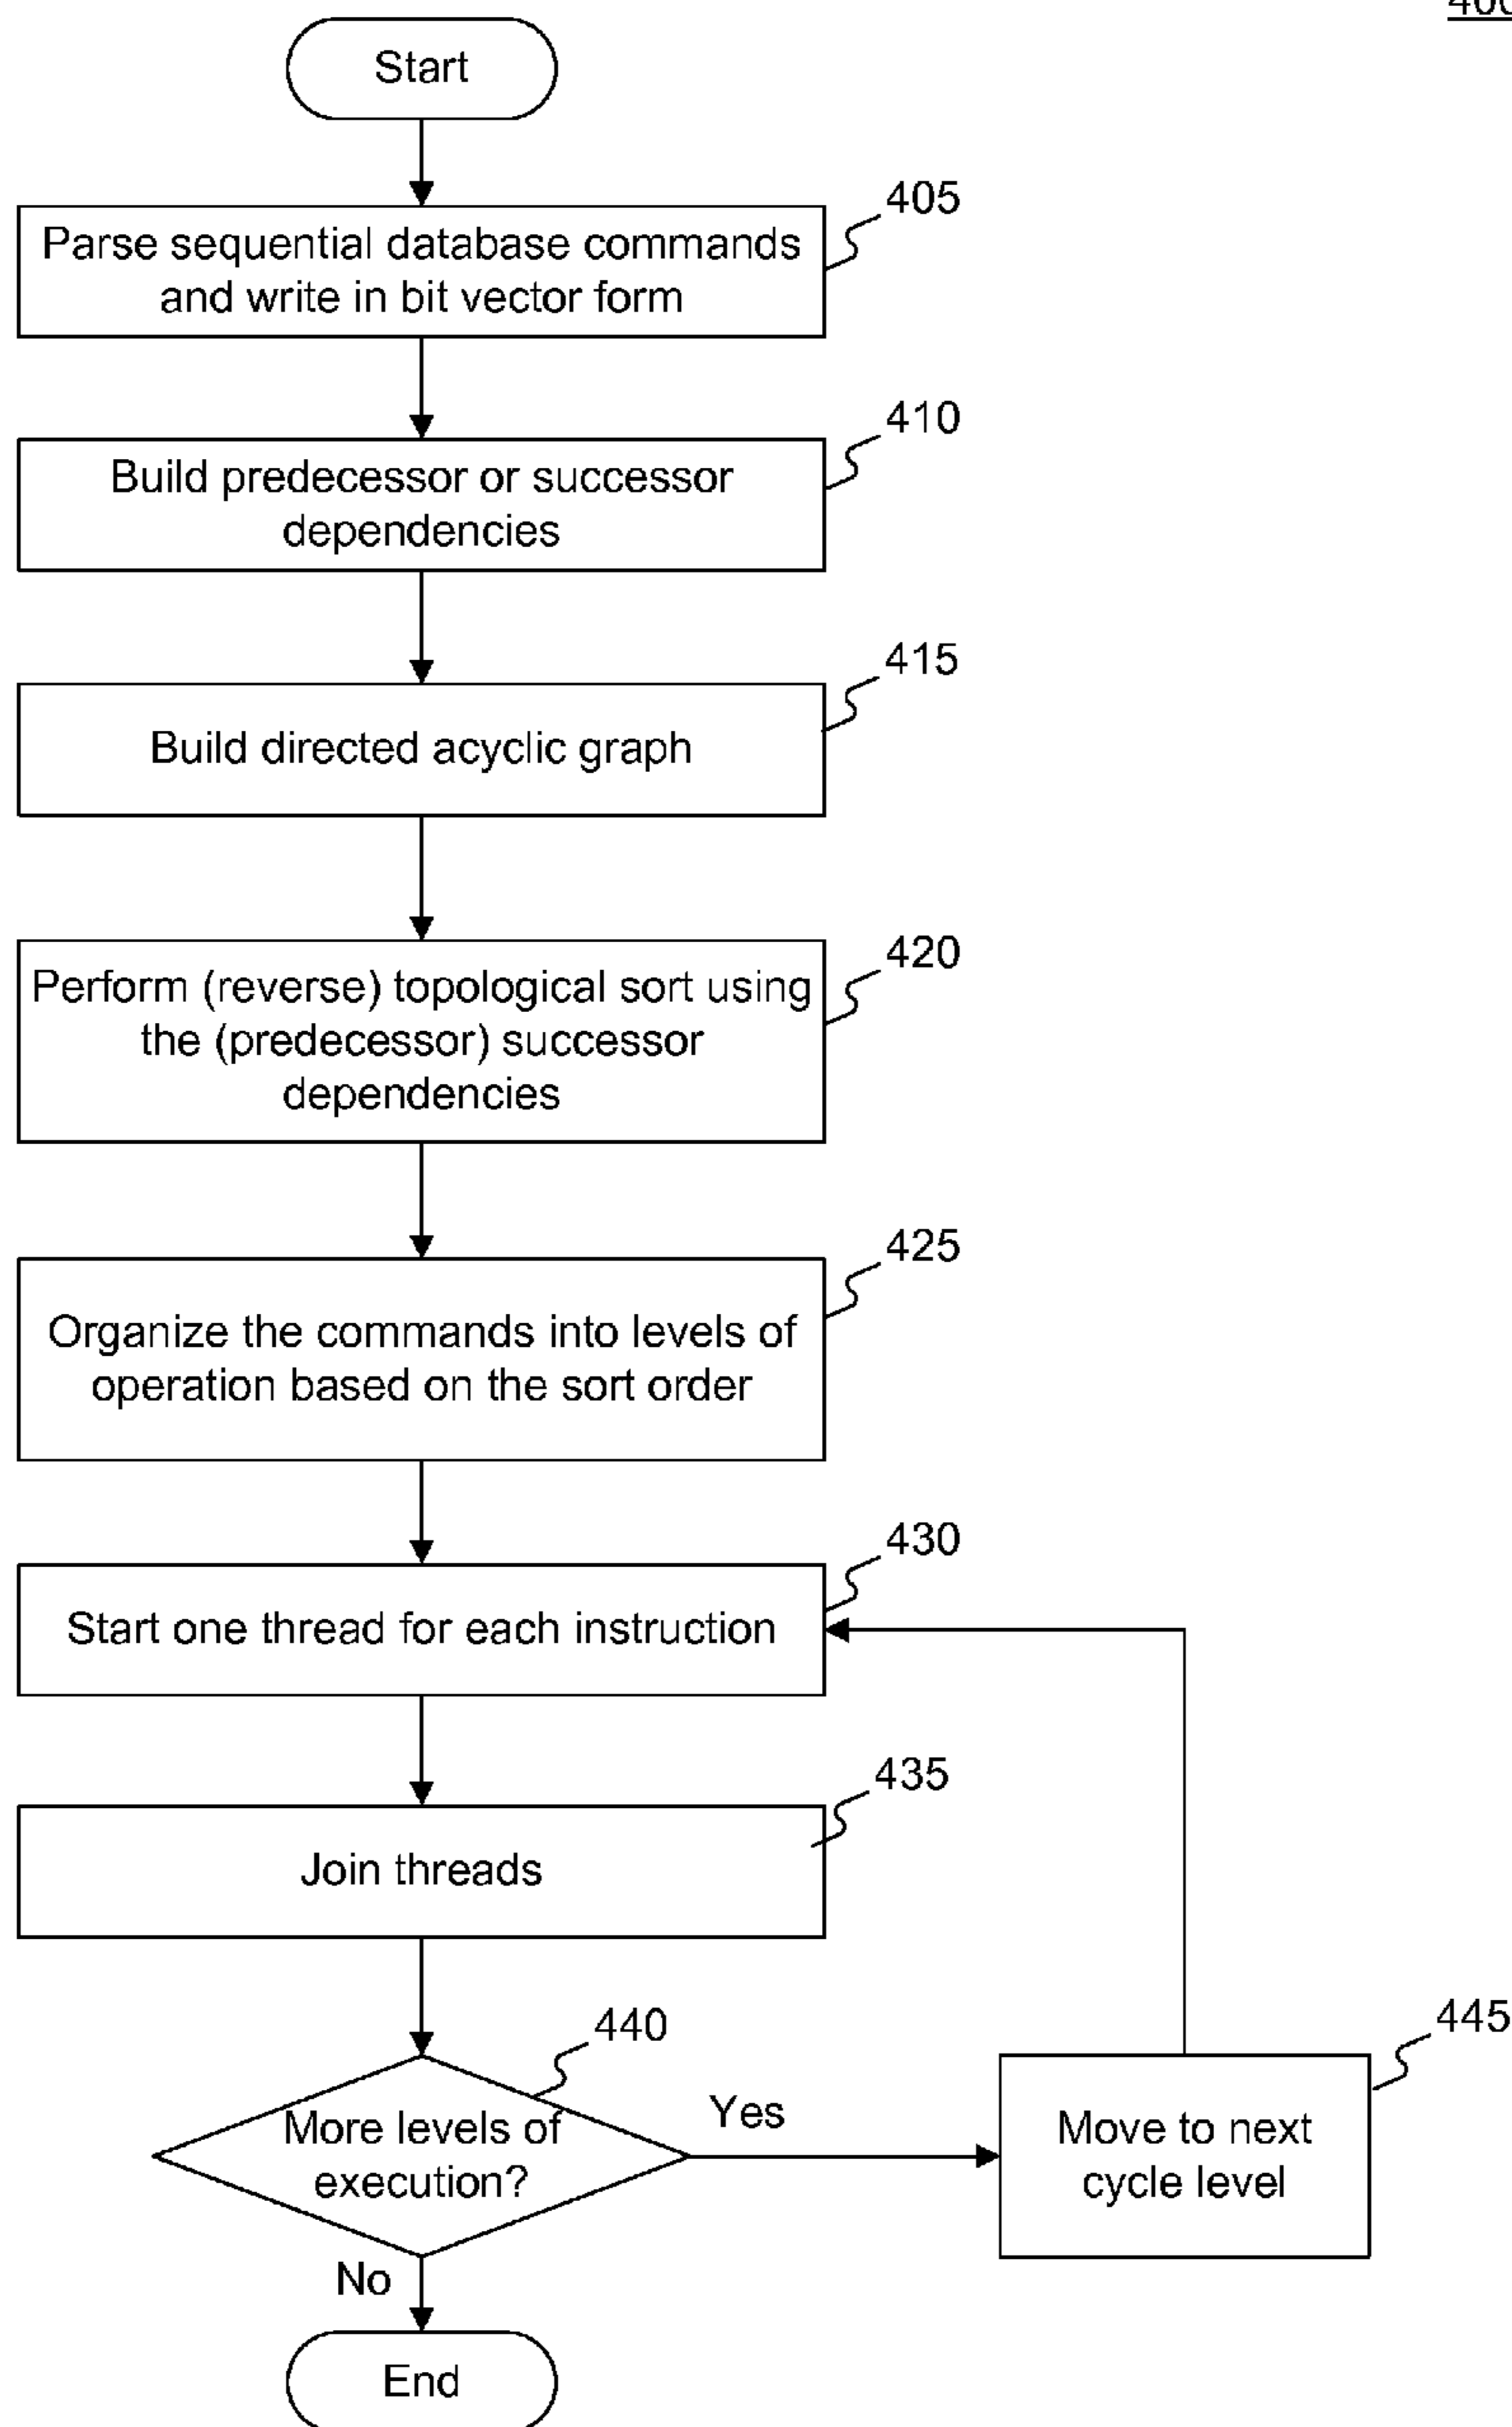 Start
405
Parse sequential database commands
and write in bit vector form
410
Build predecessor or successor
dependencies
415
Build directed acyclic graph
420
Perform (reverse) topological sort using
the (predecessor) successor
dependencies
425
Organize the commands into levels of
operation based on the sort order
430
Start one thread for each instruction
435
Join threads
440
More levels of
execution?
Yes
445
Move to next
cycle level
No
End